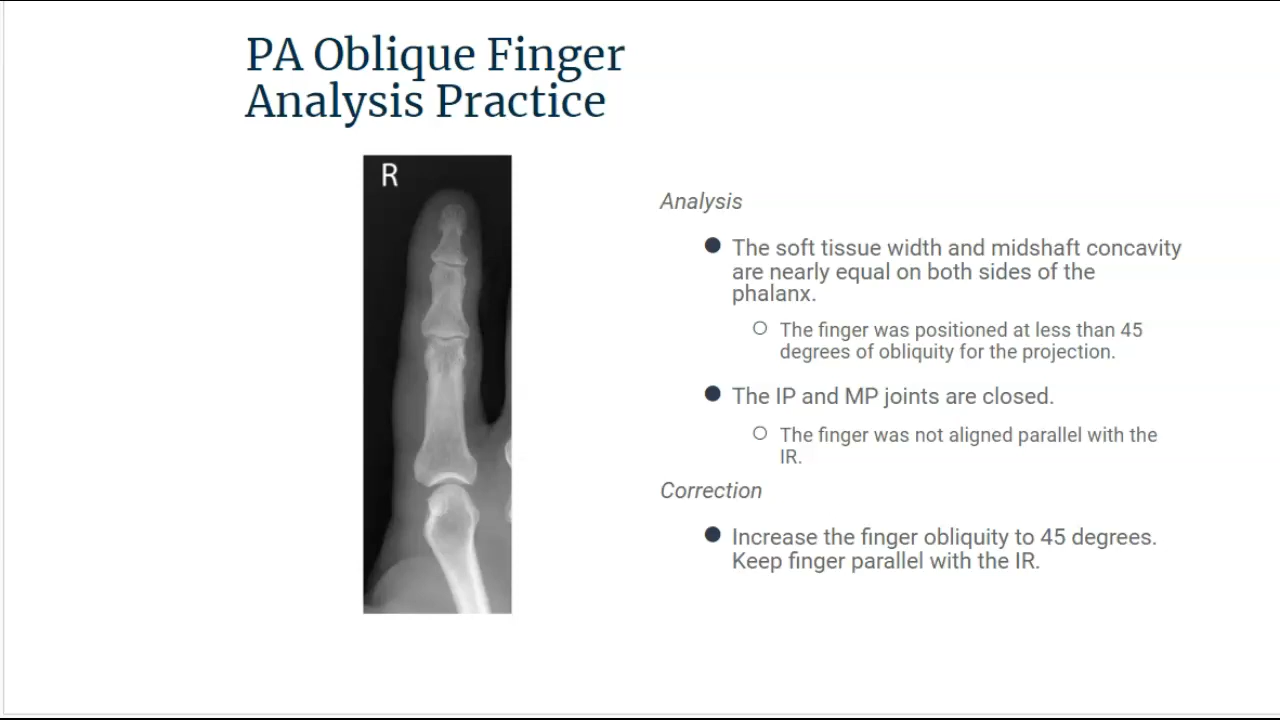 PA Oblique Finger
Analysis Practice
R
Analysis
The soft tissue width and midshaft concavity
are nearly equal on both sides of the
phalanx.
The finger was positioned at less than 45
degrees of obliquity for the projection.
The IP and MP joints are closed.
The finger was not aligned parallel with the
IR.
Correction
Increase the finger obliquity to 45 degrees.
Keep finger parallel with the IR.